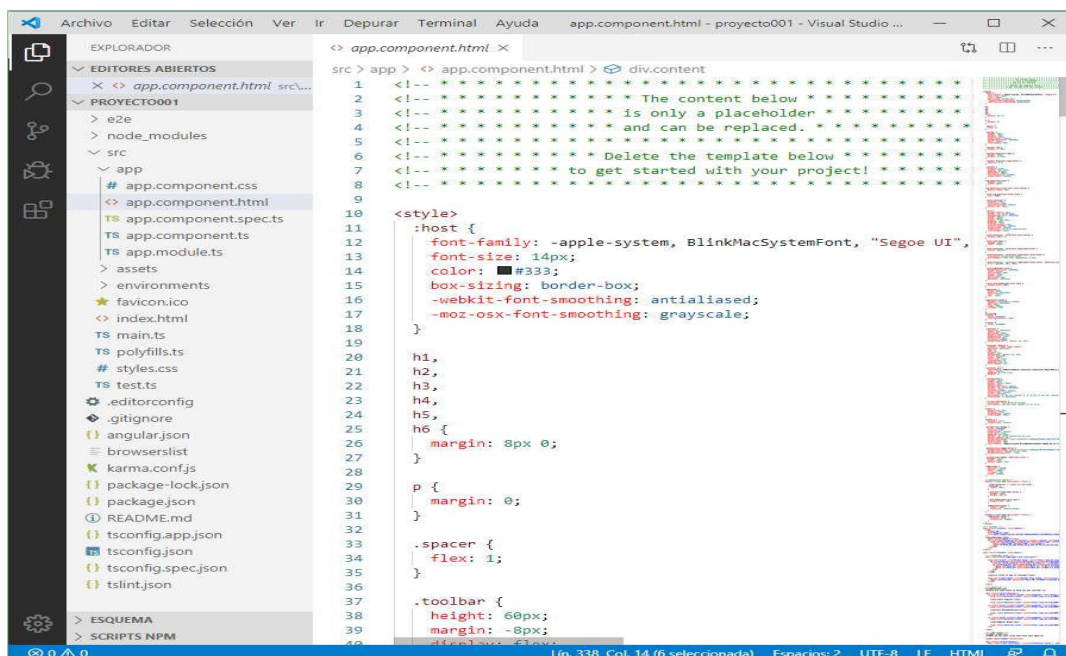 Archivo Editar Selección Ver Ir Depurar Terminal Ayuda app.component.html - proyecto001 - Visual Studio ...
EXPLORADOR
EDITORES ABIERTOS
app.component.html src\...
PROYECTO001
e2e
node_modules
src
app
# app.component.css
<> app.component.html
TS app.component.spec.ts
TS app.component.ts
TS app.module.ts
assets
environments
favicon.ico
<> index.html
TS main.ts
TS polyfills.ts
# styles.css
TS test.ts
.editorconfig
.gitignore
{} angular.json
browserslist
karma.conf.js
{} package-lock.json
{} package.json
README.md
{} tsconfig.app.json
TS tsconfig.json
{} tsconfig.spec.json
{} tslint.json
ESQUEMA
SCRIPTS NPM
<> app.component.html
src > app > <> app.component.html > div.content
1 <!-- * * * * * * * * * * * * * * * * * * * * * * * * * * * * *
2 <!-- * * * * * * * * * * * The content below * * * * * * * * *
3 <!-- * * * * * * * * * * is only a placeholder * * * * * * * *
4 <!-- * * * * * * * * * * and can be replaced. * * * * * * * * *
5 <!-- * * * * * * * * * * * * * * * * * * * * * * * * * * * * *
6 <!-- * * * * * * * * * Delete the template below * * * * * * *
7 <!-- * * * * * * * to get started with your project! * * * * *
8 <!-- * * * * * * * * * * * * * * * * * * * * * * * * * * * * *
9
10 <style>
11 :host {
12 font-family: -apple-system, BlinkMacSystemFont, "Segoe UI",
13 font-size: 14px;
14 color: #333;
15 box-sizing: border-box;
16 -webkit-font-smoothing: antialiased;
17 -moz-osx-font-smoothing: grayscale;
18 }
19
20 h1,
21 h2,
22 h3,
23 h4,
24 h5,
25 h6 {
26 margin: 8px 0;
27 }
28
29 p {
30 margin: 0;
31 }
32
33 .spacer {
34 flex: 1;
35 }
36
37 .toolbar {
38 height: 60px;
39 margin: -8px;
40 display: flex;
0 0 Lín. 338, Col. 14 (6 seleccionada) Espacios: 2 UTF-8 LF HTML